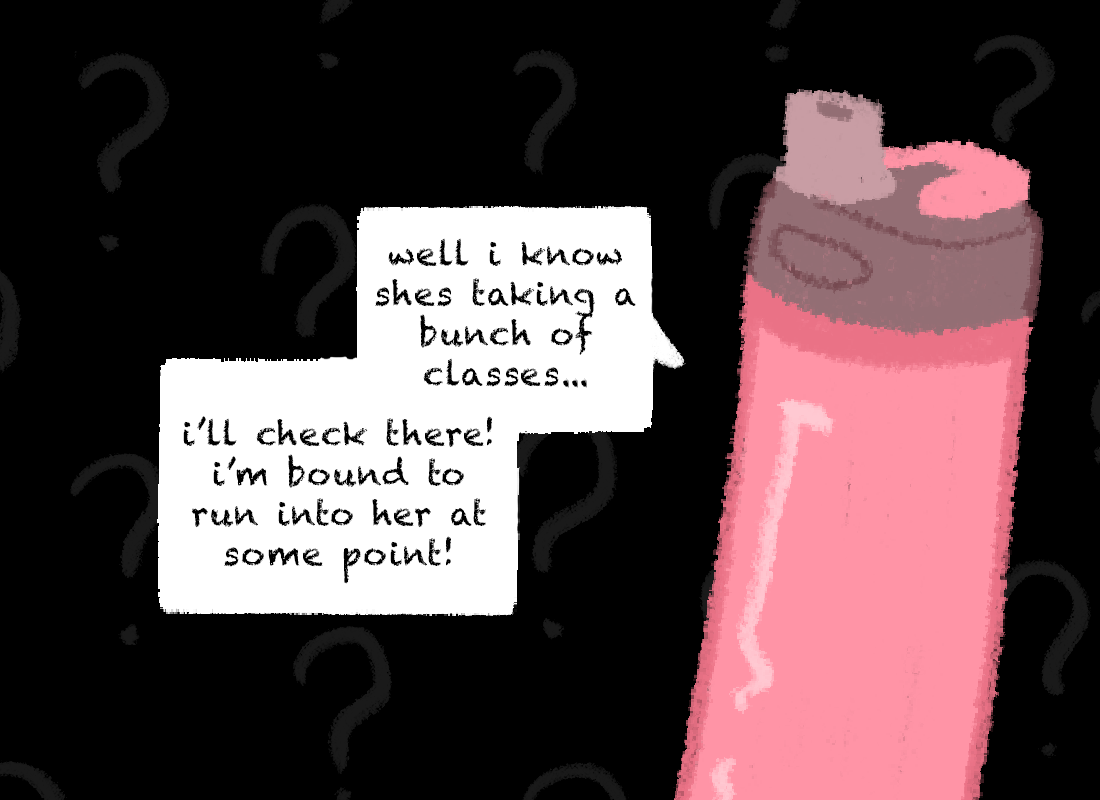 well i know
shes taking a
bunch of
classes...
i'll check there!
i'm bound to
run into her at
some point!